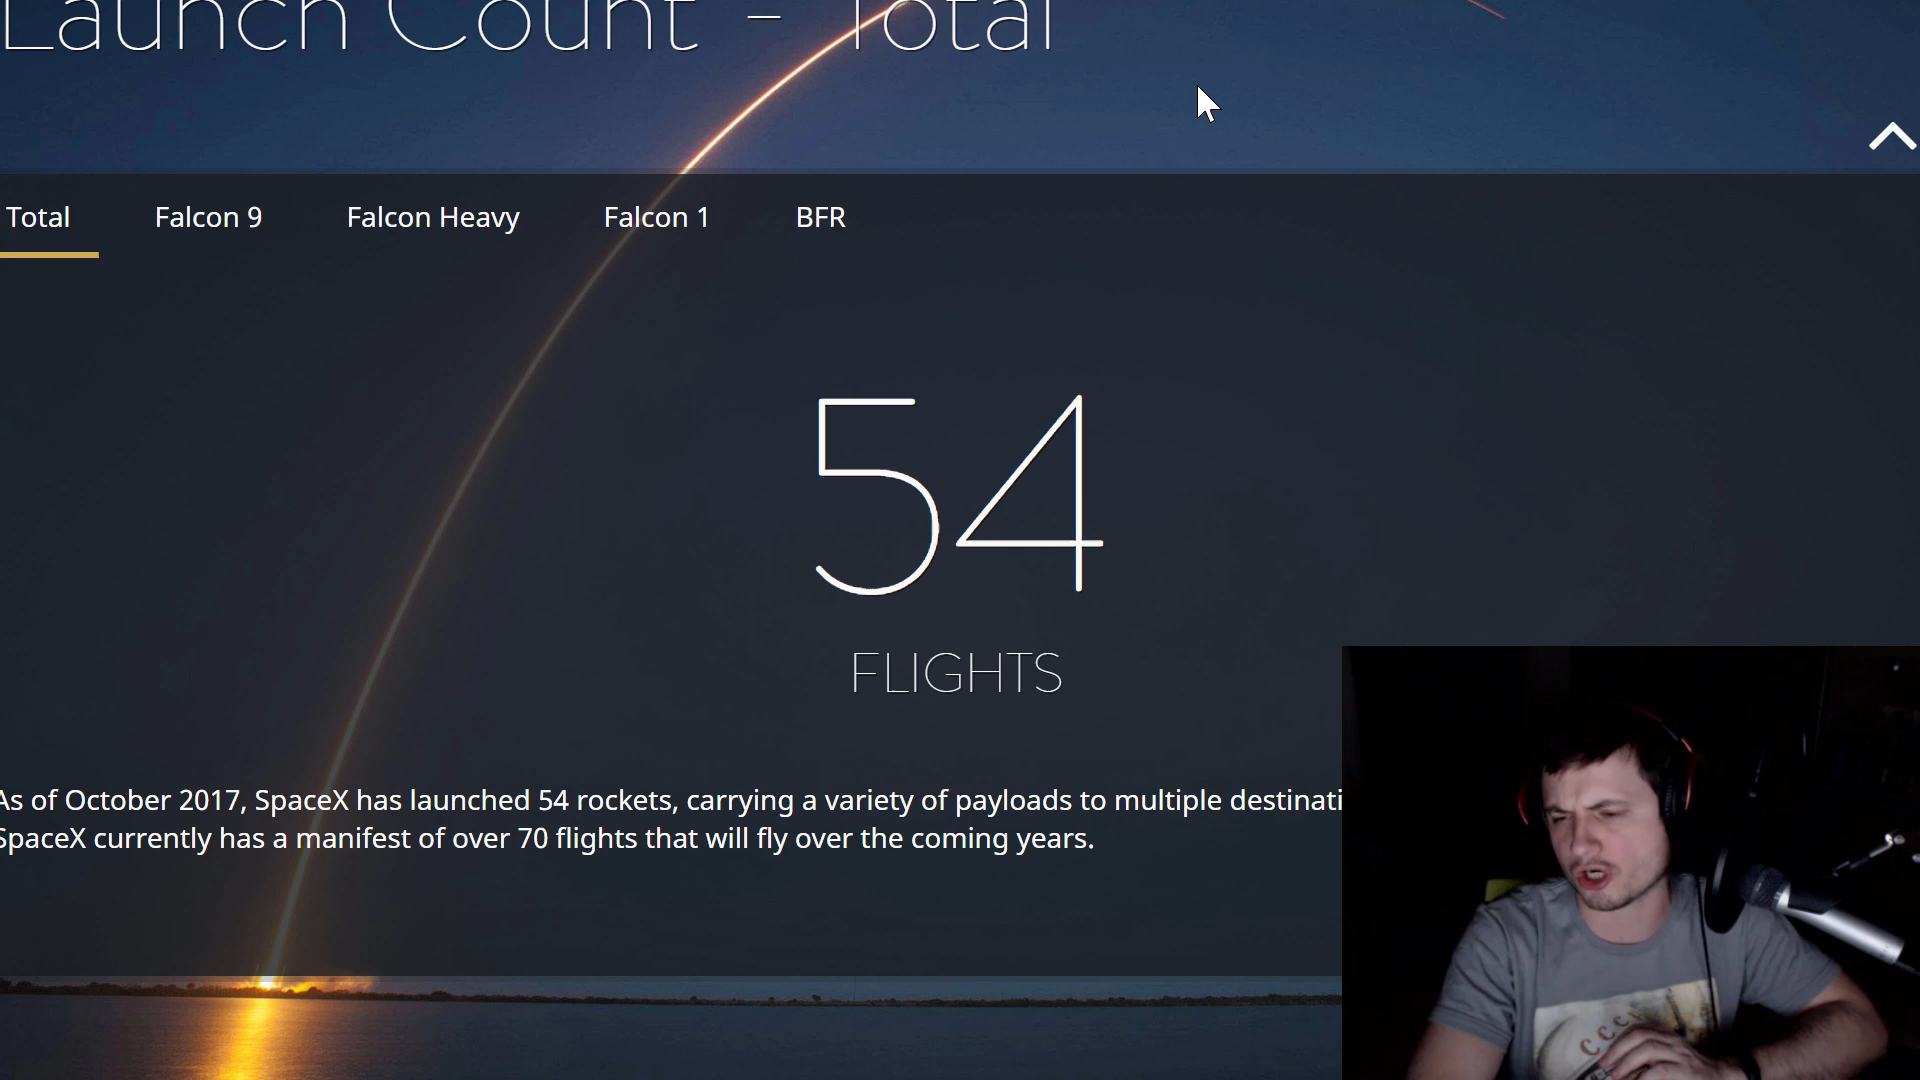 Launch Count - Total
Total Falcon 9 Falcon Heavy Falcon 1 BFR
54
FLIGHTS
As of October 2017, SpaceX has launched 54 rockets, carrying a variety of payloads to multiple destinati
SpaceX currently has a manifest of over 70 flights that will fly over the coming years.
CCCP